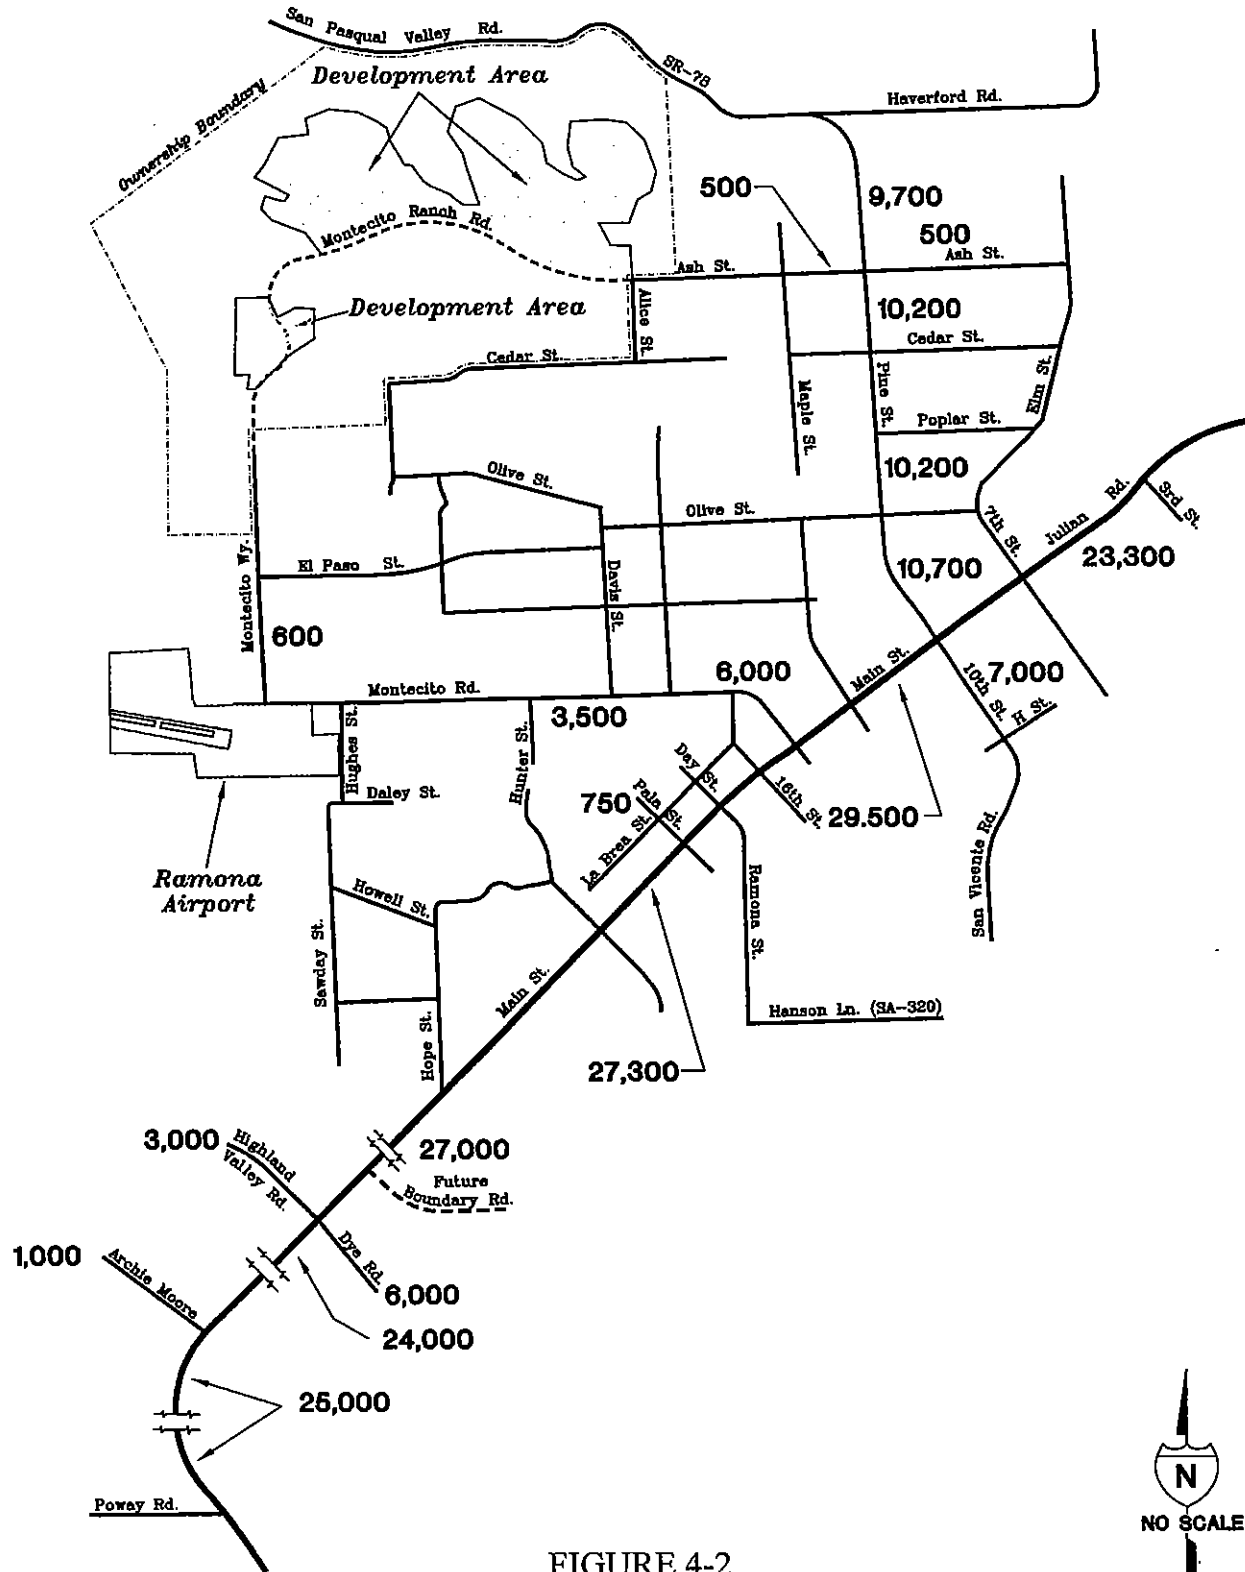 San Pasqual Valley Rd.
SR-78
Development Area
Ownership Boundary
Haverford Rd.
500
9,700
500
Ash St.
Montecito Ranch Rd.
Ash St.
Development Area
Alice St.
10,200
Cedar St.
Cedar St.
Maple St.
Pine St.
Elm St.
Poplar St.
10,200
Olive St.
Olive St.
7th St.
Julian Rd.
3rd St.
23,300
Montecito Wy.
El Paso St.
Davis St.
10,700
600
6,000
Main St.
10th St.
7,000
Montecito Rd.
3,500
H St.
Hughes St.
Hunter St.
Day St.
Pala St.
16th St.
29.500
Daley St.
750
La Brea St.
San Vicente Rd.
Ramona
Airport
Howell St.
Ramona St.
Sawday St.
Main St.
Hope St.
Hanson Ln. (SA-320)
27,300
3,000
Highland
Valley Rd.
27,000
Future
Boundary Rd.
Dye Rd.
1,000
Archie Moore
6,000
24,000
25,000
N
NO SCALE
Poway Rd.
FIGURE 4-2